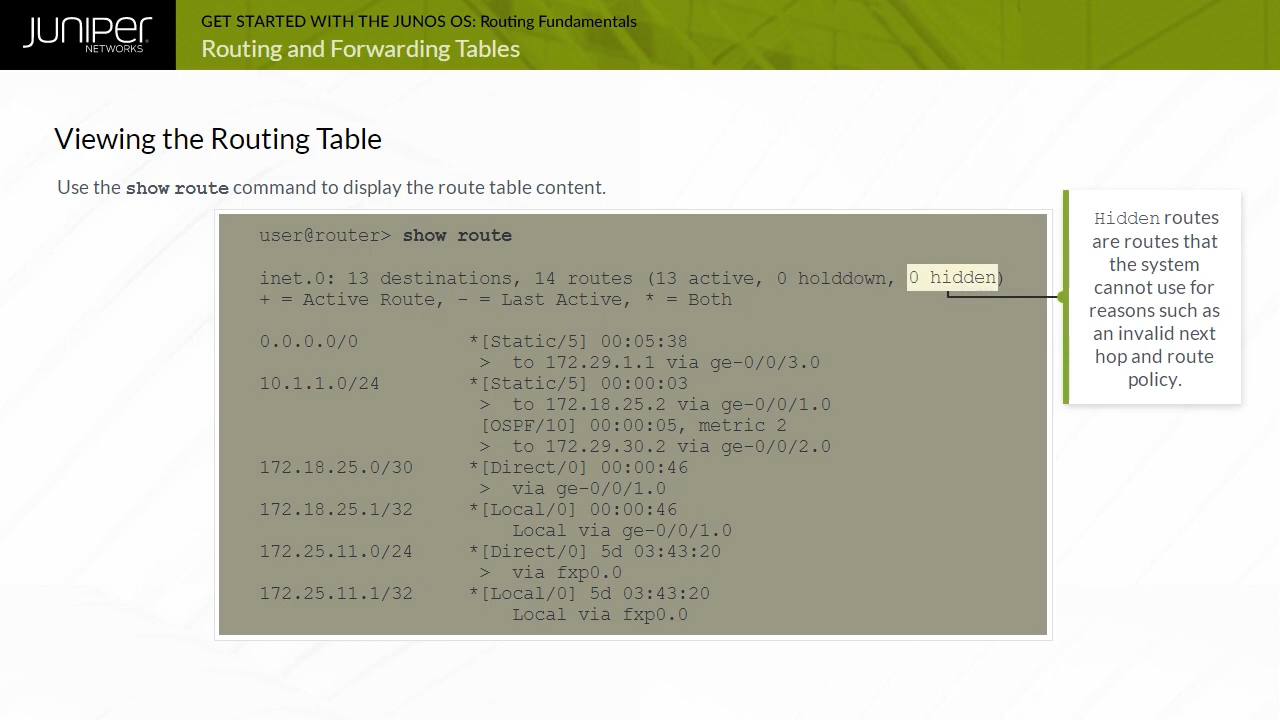 JUNIPER
NETWORKS
GET STARTED WITH THE JUNOS OS: Routing Fundamentals
Routing and Forwarding Tables
Viewing the Routing Table
Use the show route command to display the route table content.
user@router> show route
inet.0: 13 destinations, 14 routes (13 active, 0 holddown, 0 hidden)
+ = Active Route, - = Last Active, * = Both
0.0.0.0/0 *[Static/5] 00:05:38
> to 172.29.1.1 via ge-0/0/3.0
10.1.1.0/24 *[Static/5] 00:00:03
> to 172.18.25.2 via ge-0/0/1.0
[OSPF/10] 00:00:05, metric 2
> to 172.29.30.2 via ge-0/0/2.0
172.18.25.0/30 *[Direct/0] 00:00:46
> via ge-0/0/1.0
172.18.25.1/32 *[Local/0] 00:00:46
Local via ge-0/0/1.0
172.25.11.0/24 *[Direct/0] 5d 03:43:20
> via fxp0.0
172.25.11.1/32 *[Local/0] 5d 03:43:20
Local via fxp0.0
Hidden routes
are routes that
the system
cannot use for
reasons such as
an invalid next
hop and route
policy.